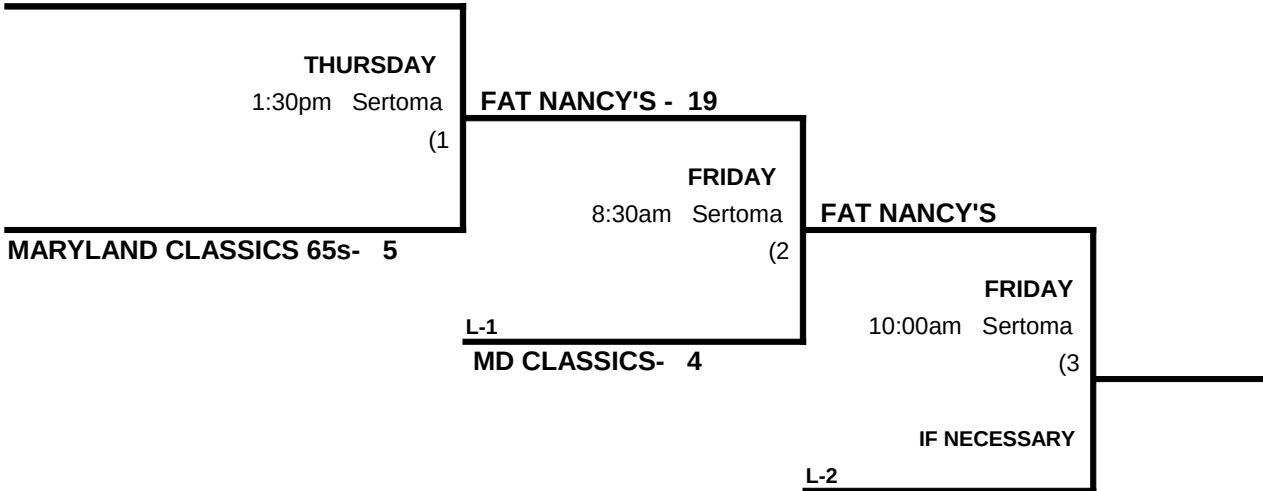 THURSDAY
1:30pm Sertoma
FAT NANCY'S - 19
(1
FRIDAY
8:30am Sertoma
FAT NANCY'S
MARYLAND CLASSICS 65s- 5
(2
FRIDAY
L-1
10:00am Sertoma
MD CLASSICS- 4
(3
IF NECESSARY
L-2